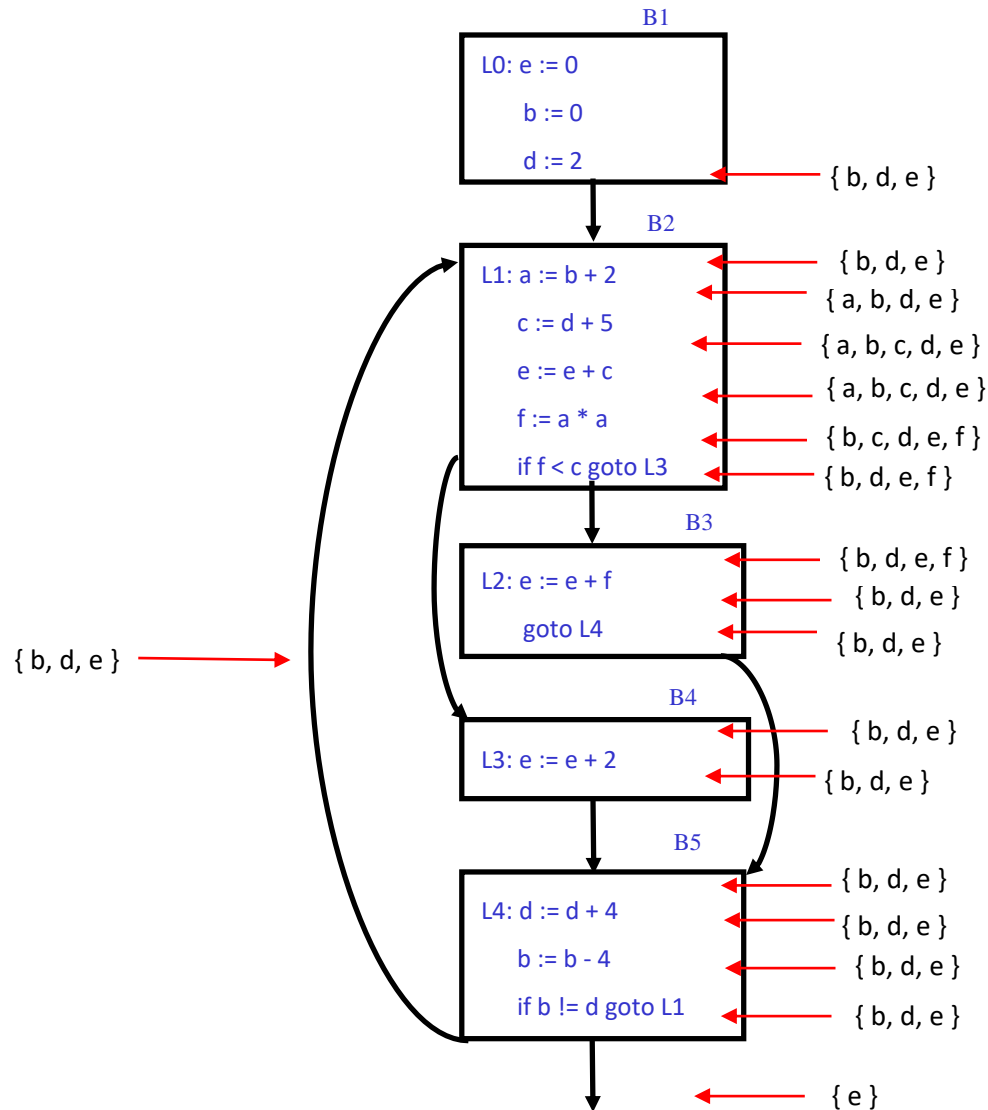 B1
L0: e := 0
b := 0
d := 2
{ b, d, e }
B2
L1: a := b + 2
{ b, d, e }
{ a, b, d, e }
c := d + 5
{ a, b, c, d, e }
e := e + c
{ a, b, c, d, e }
f := a * a
{ b, c, d, e, f }
if f < c goto L3
{ b, d, e, f }
B3
L2: e := e + f
{ b, d, e, f }
{ b, d, e }
goto L4
{ b, d, e }
{ b, d, e }
B4
L3: e := e + 2
{ b, d, e }
{ b, d, e }
B5
L4: d := d + 4
{ b, d, e }
{ b, d, e }
b := b - 4
{ b, d, e }
if b != d goto L1
{ b, d, e }
{ e }